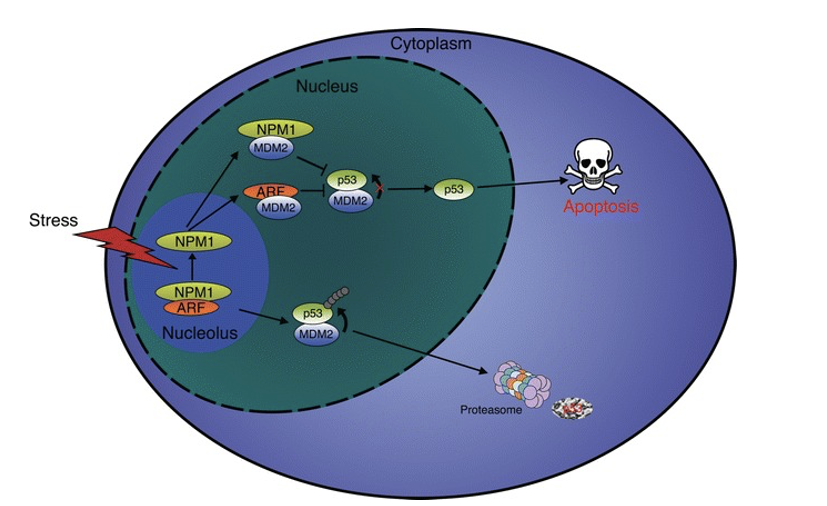 Cytoplasm
Nucleus
NPM1
MDM2
p53
MDM2
ARF
MDM2
p53
Apoptosis
Stress
NPM1
NPM1
ARF
Nucleolus
p53
MDM2
Proteasome